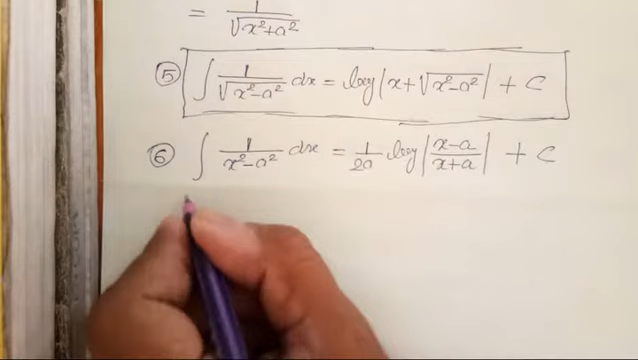 = 1/√x²+a²
⑤ ∫ 1/√x²-a² dx = log|x+√x²-a²| + C
⑥ ∫ 1/x²-a² dx = 1/2a log|x-a/x+a| + C